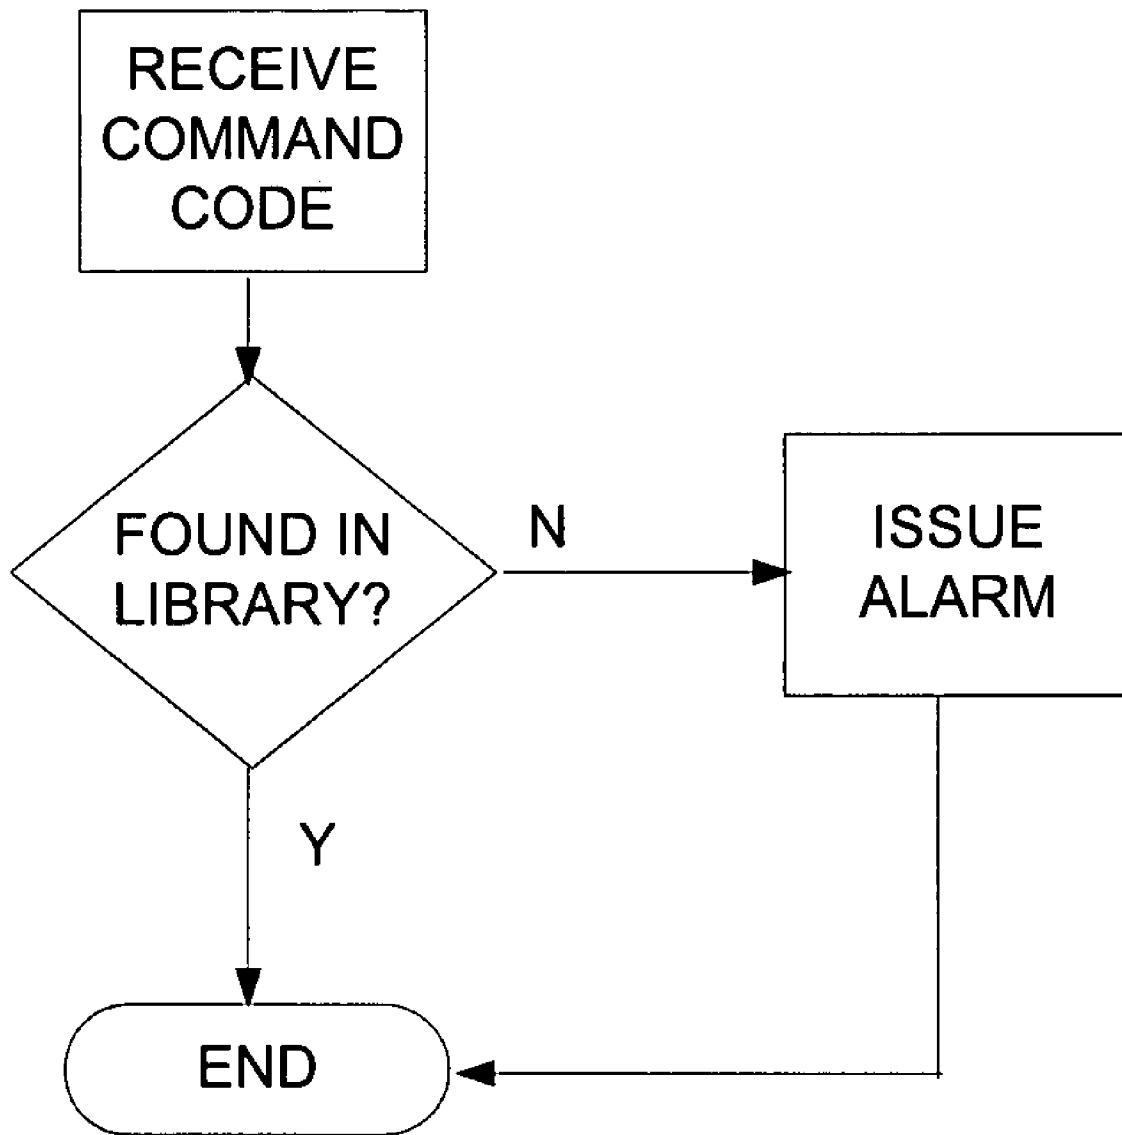 RECEIVE
COMMAND
CODE
FOUND IN
LIBRARY?
N
ISSUE
ALARM
Y
END